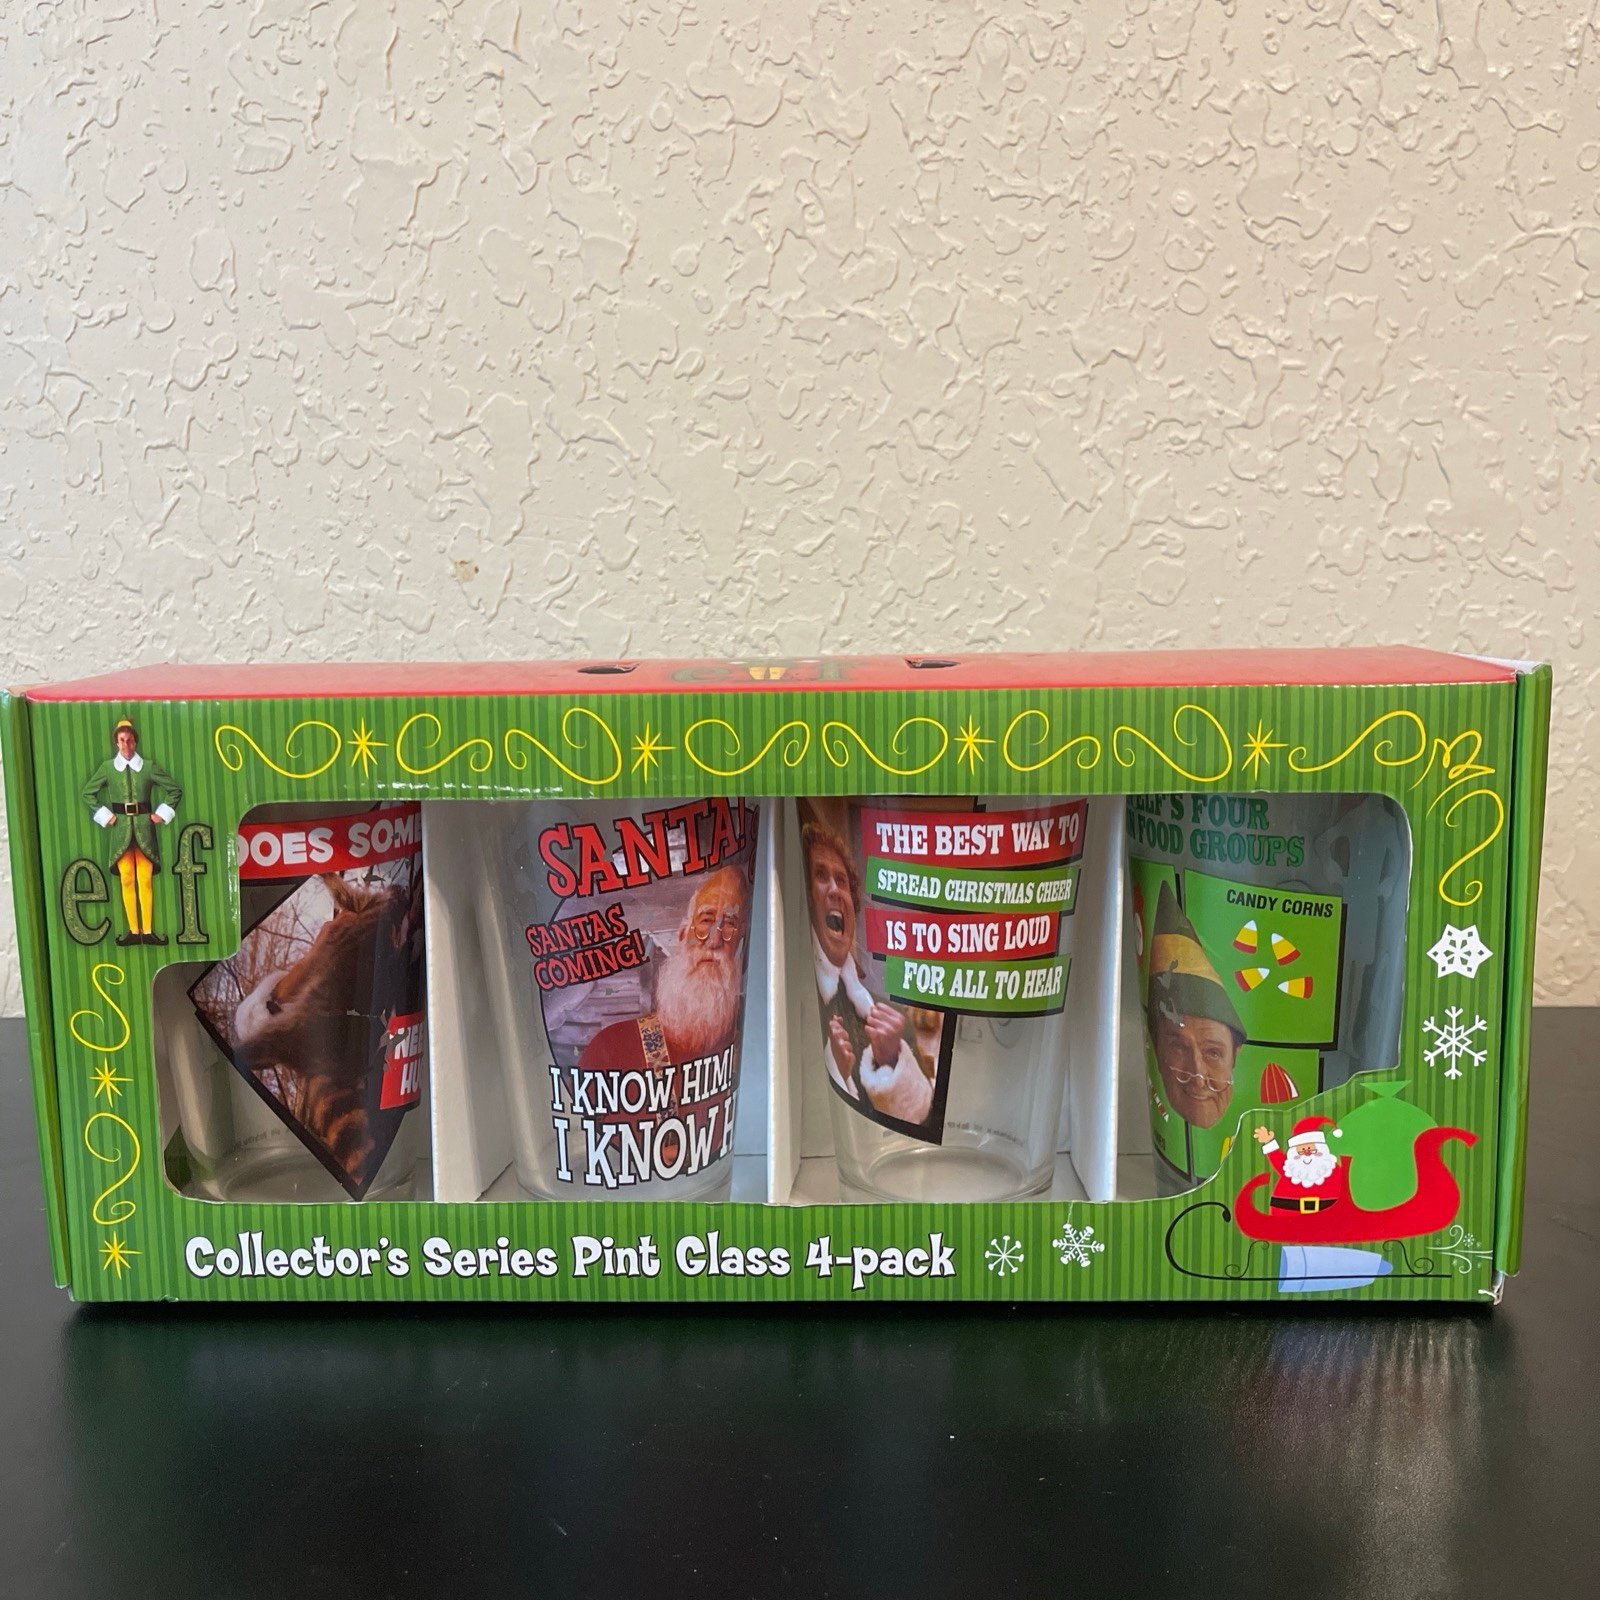 elf
elf
DOES SOM
SANTA!
SANTAS
COMING!
I KNOW HIM!
I KNOW H
THE BEST WAY TO
SPREAD CHRISTMAS CHEER
IS TO SING LOUD
FOR ALL TO HEAR
ELF'S FOUR
FOOD GROUPS
CANDY CORNS
Collector's Series Pint Glass 4-pack